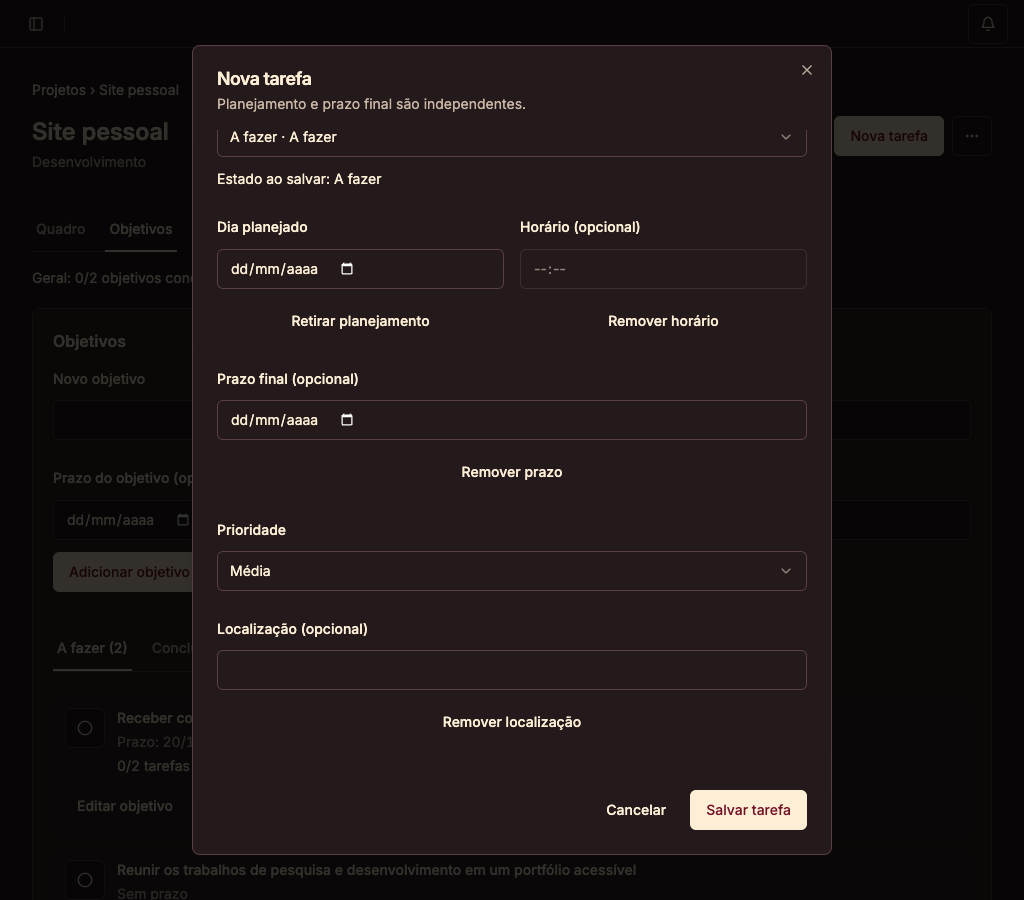 Projetos › Site pessoal
Site pessoal
Desenvolvimento
Nova tarefa
Quadro
Objetivos
Geral: 0/2 objetivos con
Objetivos
Novo objetivo
Prazo do objetivo (op
dd/mm/aaaa
Adicionar objetivo
A fazer (2)
Conclu
Receber co
Prazo: 20/1
0/2 tarefas
Editar objetivo
Reunir os trabalhos de pesquisa e desenvolvimento em um portfólio acessível
Sem prazo
Nova tarefa
Planejamento e prazo final são independentes.
A fazer · A fazer
Estado ao salvar: A fazer
Dia planejado
Horário (opcional)
dd/mm/aaaa
--:--
Retirar planejamento
Remover horário
Prazo final (opcional)
dd/mm/aaaa
Remover prazo
Prioridade
Média
Localização (opcional)
Remover localização
Cancelar
Salvar tarefa